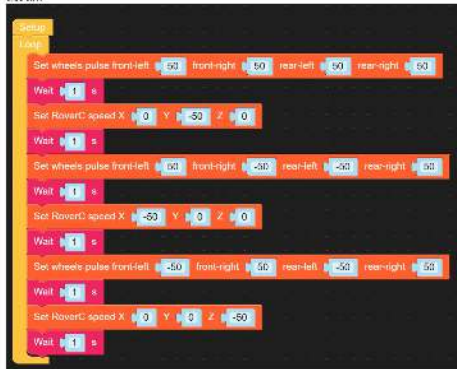 Setup
Loop
Set wheels pulse front-left 50 front-right 50 rear-left 50 rear-right 50
Wait 1 s
Set RoverC speed X 0 Y -50 Z 0
Wait 1 s
Set wheels pulse front-left 50 front-right -50 rear-left -50 rear-right 50
Wait 1 s
Set RoverC speed X -50 Y 0 Z 0
Wait 1 s
Set wheels pulse front-left -50 front-right 50 rear-left -50 rear-right 50
Wait 1 s
Set RoverC speed X 0 Y 0 Z -50
Wait 1 s